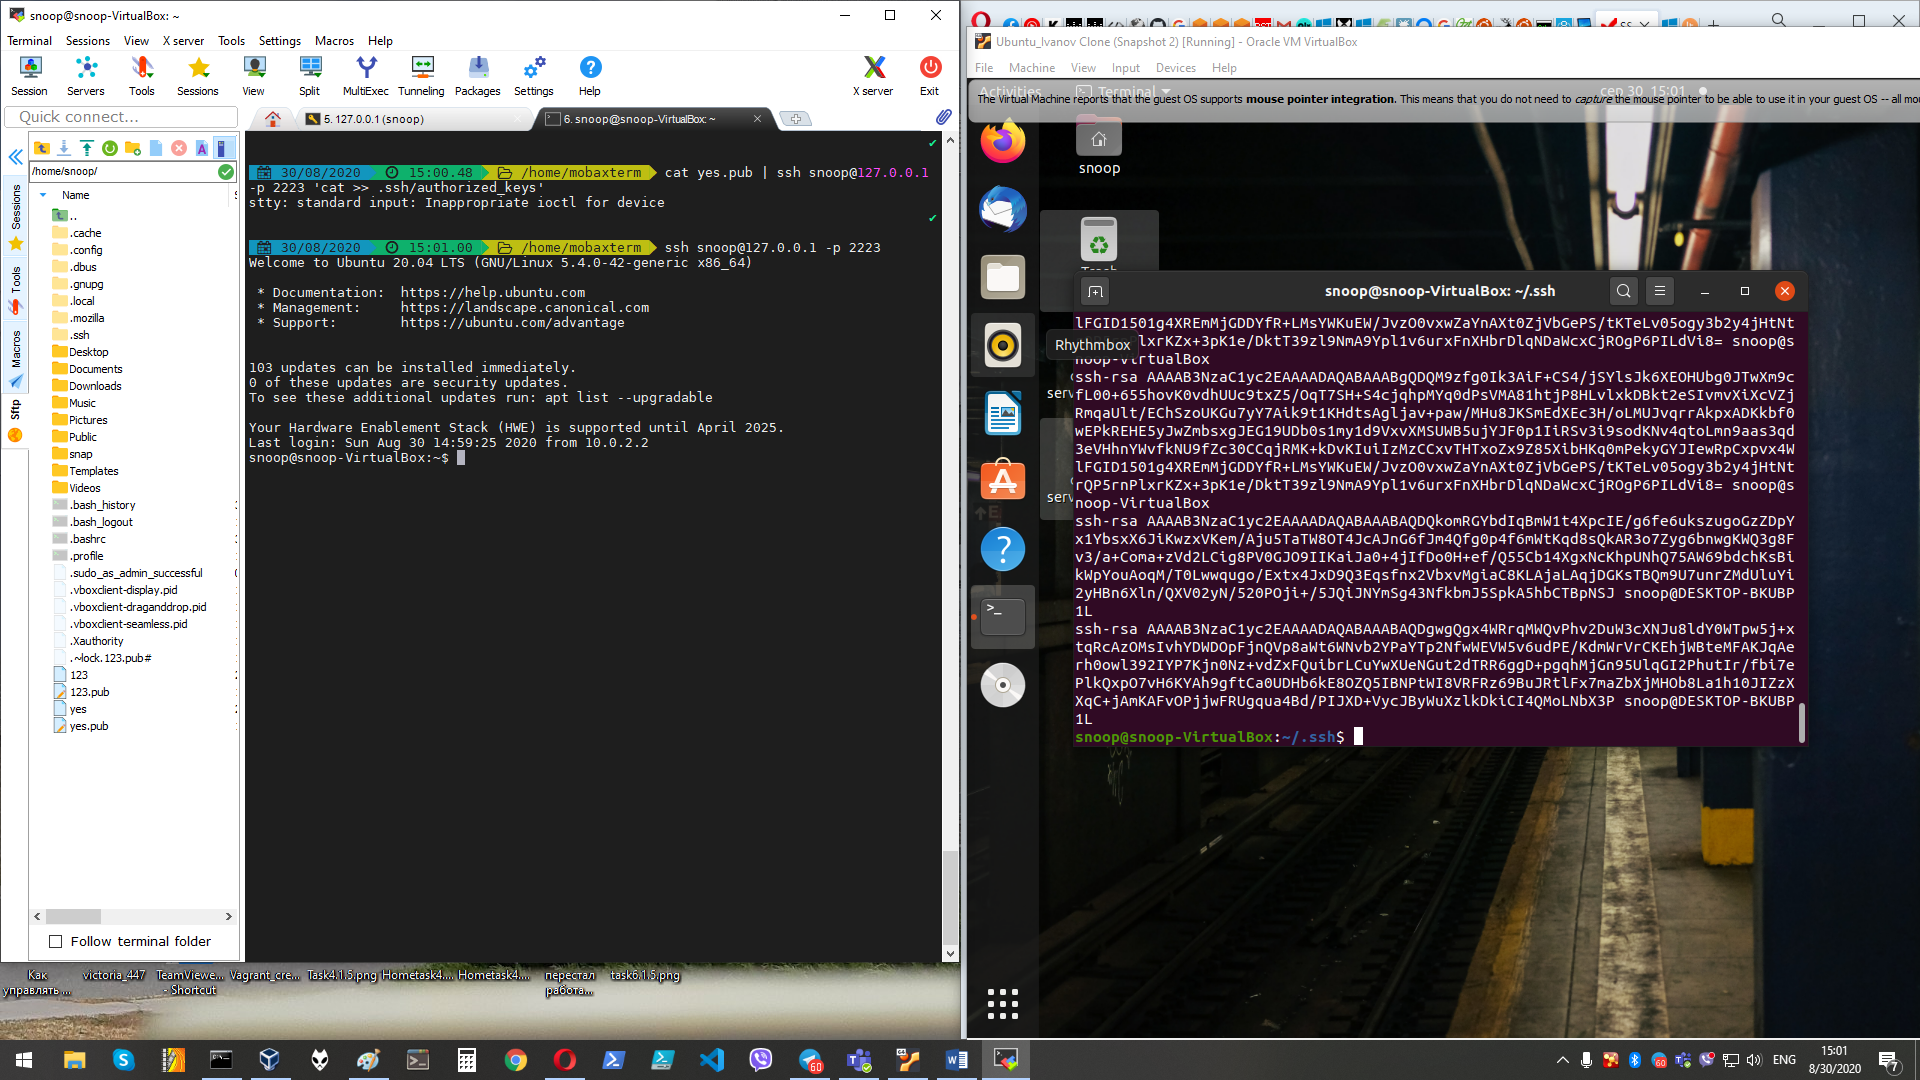 snoop@snoop-VirtualBox: ~
Terminal Sessions View X server Tools Settings Macros Help
Session Servers Tools Sessions View Split MultiExec Tunneling Packages Settings Help X server Exit
Quick connect...
5. 127.0.0.1 (snoop)
6. snoop@snoop-VirtualBox: ~
Sessions
Tools
Macros
Sftp
/home/snoop/
Name
..
.cache
.config
.dbus
.gnupg
.local
.mozilla
.ssh
Desktop
Documents
Downloads
Music
Pictures
Public
snap
Templates
Videos
.bash_history
.bash_logout
.bashrc
.profile
.sudo_as_admin_successful
.vboxclient-display.pid
.vboxclient-draganddrop.pid
.vboxclient-seamless.pid
.Xauthority
.~lock.123.pub#
123
123.pub
yes
yes.pub
Follow terminal folder
30/08/2020 15:00.48 /home/mobaxterm cat yes.pub | ssh snoop@127.0.0.1
-p 2223 'cat >> .ssh/authorized_keys'
stty: standard input: Inappropriate ioctl for device
30/08/2020 15:01.00 /home/mobaxterm ssh snoop@127.0.0.1 -p 2223
Welcome to Ubuntu 20.04 LTS (GNU/Linux 5.4.0-42-generic x86_64)
* Documentation: https://help.ubuntu.com
* Management: https://landscape.canonical.com
* Support: https://ubuntu.com/advantage
103 updates can be installed immediately.
0 of these updates are security updates.
To see these additional updates run: apt list --upgradable
Your Hardware Enablement Stack (HWE) is supported until April 2025.
Last login: Sun Aug 30 14:59:25 2020 from 10.0.2.2
snoop@snoop-VirtualBox:~$
Ubuntu_Ivanov Clone (Snapshot 2) [Running] - Oracle VM VirtualBox
File Machine View Input Devices Help
Activities Terminal сер 30 15:01
The Virtual Machine reports that the guest OS supports mouse pointer integration. This means that you do not need to capture the mouse pointer to be able to use it in your guest OS -- all mo
snoop
Trash
Rhythmbox
serv
serv
snoop@snoop-VirtualBox: ~/.ssh
lFGID1501g4XREmMjGDDYfR+LMsYWKuEW/JvzO0vxwZaYnAXt0ZjVbGePS/tKTeLv05ogy3b2y4jHtNt
PlxrKZx+3pK1e/DktT39zl9NmA9Ypl1v6urxFnXHbrDlqNDaWcxCjROgP6PILdVi8= snoop@s
noop-VirtualBox
ssh-rsa AAAAB3NzaC1yc2EAAAADAQABAAABgQDQM9zfg0Ik3AiF+CS4/jSYlsJk6XEOHUbg0JTwXm9c
fL00+655hovK0vdhUUc9txZ5/OqT7SH+S4cjqhpMYq0dPsVMA81htjP8HLvlxkDBkt2eSIvmvXiXcVZj
RmqaUlt/EChSzoUKGu7yY7Aik9t1KHdtsAgljav+paw/MHu8JKSmEdXEc3H/oLMUJvqrrAkpxADKkbf0
wEPkREHE5yJwZmbsxgJEG19UDb0s1my1d9VxvXMSUWB5ujYJF0p1IiRSv3i9sodKNv4qtoLmn9aas3qd
3eVHhnYWvfkNU9fZc30CCqjRMK+kDvKIuIzMzCCxvTHTxoZx9Z85XibHKq0mPekyGYJIewRpCxpvx4W
lFGID1501g4XREmMjGDDYfR+LMsYWKuEW/JvzO0vxwZaYnAXt0ZjVbGePS/tKTeLv05ogy3b2y4jHtNt
rQP5rnPlxrKZx+3pK1e/DktT39zl9NmA9Ypl1v6urxFnXHbrDlqNDaWcxCjROgP6PILdVi8= snoop@s
noop-VirtualBox
ssh-rsa AAAAB3NzaC1yc2EAAAADAQABAAABAQDQkomRGYbdIqBmW1t4XpcIE/g6fe6ukszugoGzZDpY
x1YbsxX6JiKwzxVKem/Aju5TaTW8OT4JcAJnG6fJm4Qfg0p4f6mWtKqd8sQkAR3o7Zyg6bnwgKWQ3g8F
v3/a+Coma+zVd2LCig8PV0GJO9IIKaiJa0+4jIfDo0H+ef/Q55Cb14XgxNcKhpUNhQ75AW69bdchKsBi
kWpYouAoqM/T0Lwwqugo/Extx4JxD9Q3Eqsfnx2VbxvMgiaC8KLAjaLAqjDGKsTBQm9U7unrZMdUluYi
2yHBn6Xln/QXV02yN/520POji+/5JQiJNYmSg43NfkbmJ5SpkA5hbCTBpNSJ snoop@DESKTOP-BKUBP
1L
ssh-rsa AAAAB3NzaC1yc2EAAAADAQABAAABAQDgwgQgx4WRrqMWQvPhv2DuW3cXNJu8ldY0WTpw5j+x
tqRcAzOMsIvhYDWDOpFjnQVp8aWt6WNvb2YPaYTp2NfwWEVW5v6udPE/KdmWrVrCKEhjWBteMFAKJqAe
rh0owl392IYP7Kjn0Nz+vdZxFQuibrLCuYwXUeNGut2dTRR6ggD+pgqhMjGn95UlqGI2PhutIr/fbi7e
PlkQxpO7vH6KYAh9gftCa0UDHb6kE8OZQ5IBNPtWI8VRFRz69BuJRtlFx7maZbXjMHOb8La1h10JIZzX
XqC+jAmKAFvOPjjwFRUgqua4Bd/PIJXD+VycJByWuXzlkDkiCI4QMoLNbX3P snoop@DESKTOP-BKUBP
1L
snoop@snoop-VirtualBox:~/.ssh$
Как управлять ...
victoria_447
TeamViewe... - Shortcut
Vagrant_cre...
Task4.1.5.png
Hometask4....
Hometask4....
перестал работа...
task6.1.5.png
ENG
15:01
8/30/2020